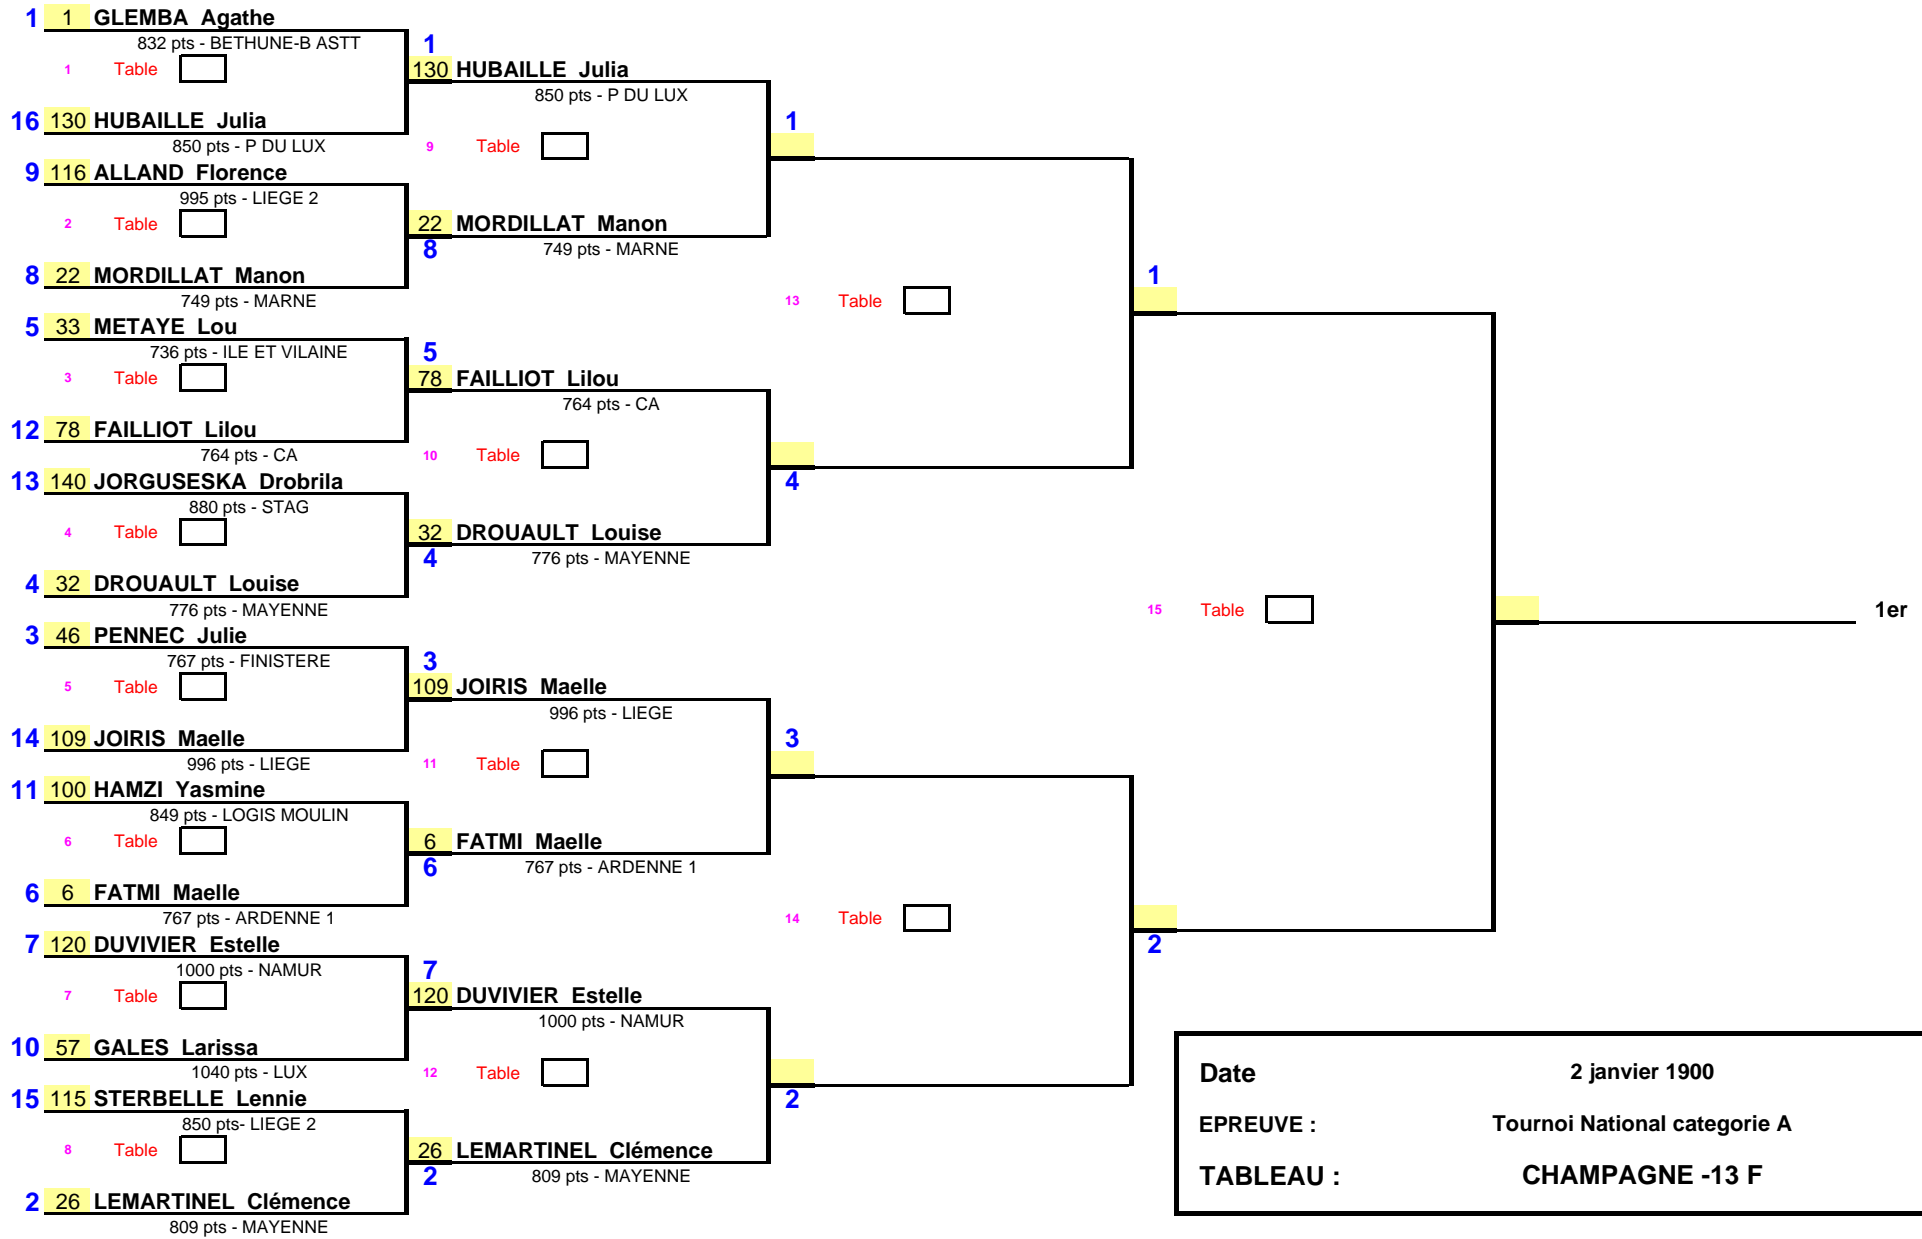 1 1 GLEMBA Agathe
832 pts - BETHUNE-B ASTT
1 Table
16 130 HUBAILLE Julia
850 pts - P DU LUX
9 116 ALLAND Florence
995 pts - LIEGE 2
2 Table
8 22 MORDILLAT Manon
749 pts - MARNE
5 33 METAYE Lou
736 pts - ILE ET VILAINE
3 Table
12 78 FAILLIOT Lilou
764 pts - CA
13 140 JORGUSESKA Drobrila
880 pts - STAG
4 Table
4 32 DROUAULT Louise
776 pts - MAYENNE
3 46 PENNEC Julie
767 pts - FINISTERE
5 Table
14 109 JOIRIS Maelle
996 pts - LIEGE
11 100 HAMZI Yasmine
849 pts - LOGIS MOULIN
6 Table
6 6 FATMI Maelle
767 pts - ARDENNE 1
7 120 DUVIVIER Estelle
1000 pts - NAMUR
7 Table
10 57 GALES Larissa
1040 pts - LUX
15 115 STERBELLE Lennie
850 pts- LIEGE 2
8 Table
2 26 LEMARTINEL Clémence
809 pts - MAYENNE
1
130 HUBAILLE Julia
850 pts - P DU LUX
9 Table
22 MORDILLAT Manon
8
749 pts - MARNE
5
78 FAILLIOT Lilou
764 pts - CA
10 Table
32 DROUAULT Louise
4
776 pts - MAYENNE
3
109 JOIRIS Maelle
996 pts - LIEGE
11 Table
6 FATMI Maelle
6
767 pts - ARDENNE 1
7
120 DUVIVIER Estelle
1000 pts - NAMUR
12 Table
26 LEMARTINEL Clémence
2
809 pts - MAYENNE
1
13 Table
4
3
14 Table
2
1
15 Table
2
1er
Date 2 janvier 1900
EPREUVE : Tournoi National categorie A
TABLEAU : CHAMPAGNE -13 F